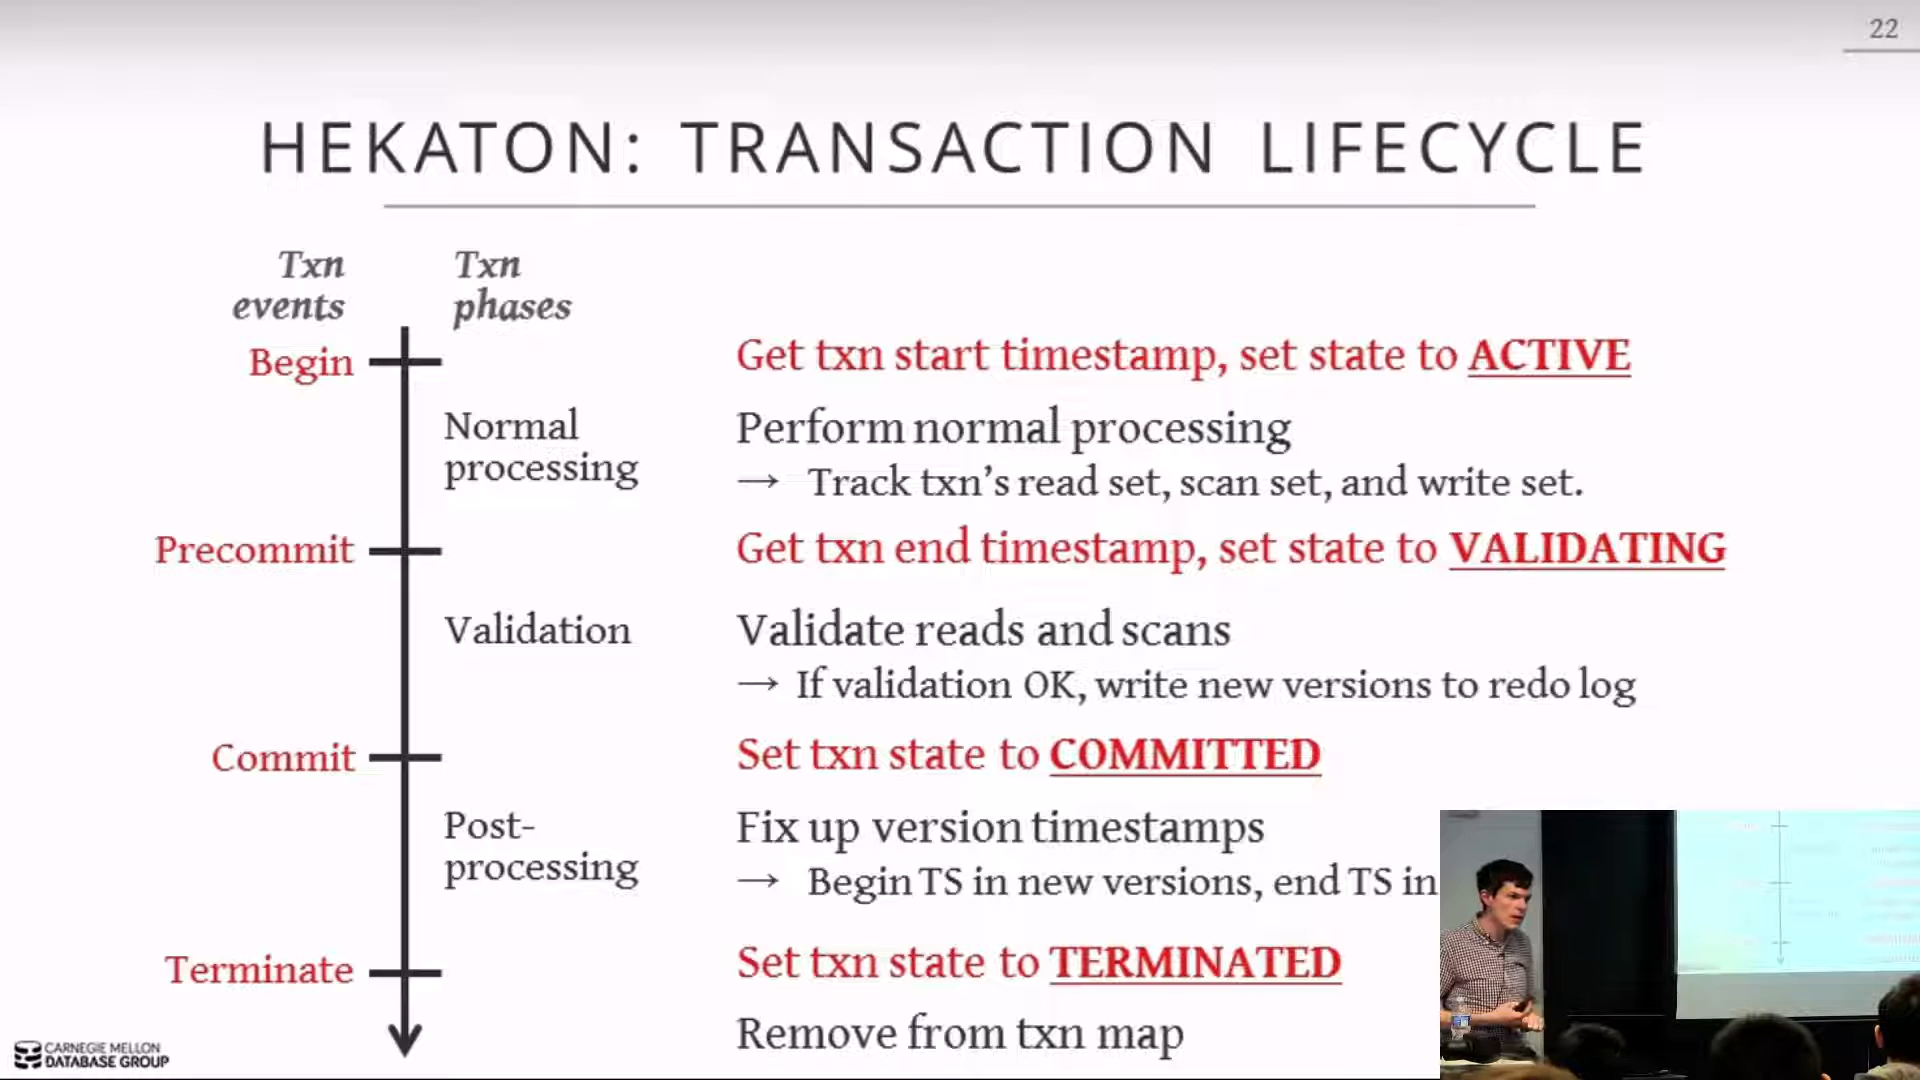 22
HEKATON: TRANSACTION LIFECYCLE
Txn
events
Txn
phases
Begin
Get txn start timestamp, set state to ACTIVE
Normal
processing
Perform normal processing
→ Track txn's read set, scan set, and write set.
Precommit
Get txn end timestamp, set state to VALIDATING
Validation
Validate reads and scans
→ If validation OK, write new versions to redo log
Commit
Set txn state to COMMITTED
Post-
processing
Fix up version timestamps
→ Begin TS in new versions, end TS in
Terminate
Set txn state to TERMINATED
Remove from txn map
CARNEGIE MELLON
DATABASE GROUP